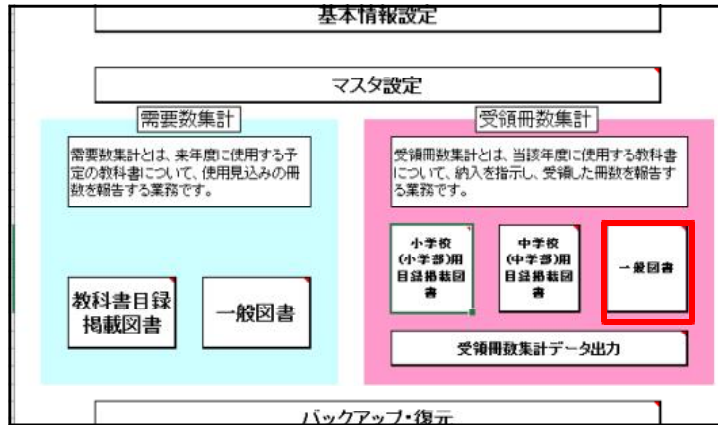 基本情報設定
マスタ設定
需要数集計
需要数集計とは、来年度に使用する予
定の教科書について、使用見込みの冊
数を報告する業務です。
教科書目録
掲載図書
一般図書
受領冊数集計
受領冊数集計とは、当該年度に使用する教科書
について、納入を指示し、受領した冊数を報告す
る業務です。
小学校
(小学部)用
目録掲載図
書
中学校
(中学部)用
目録掲載図
書
一般図書
受領冊数集計データ出力
バックアップ・復元